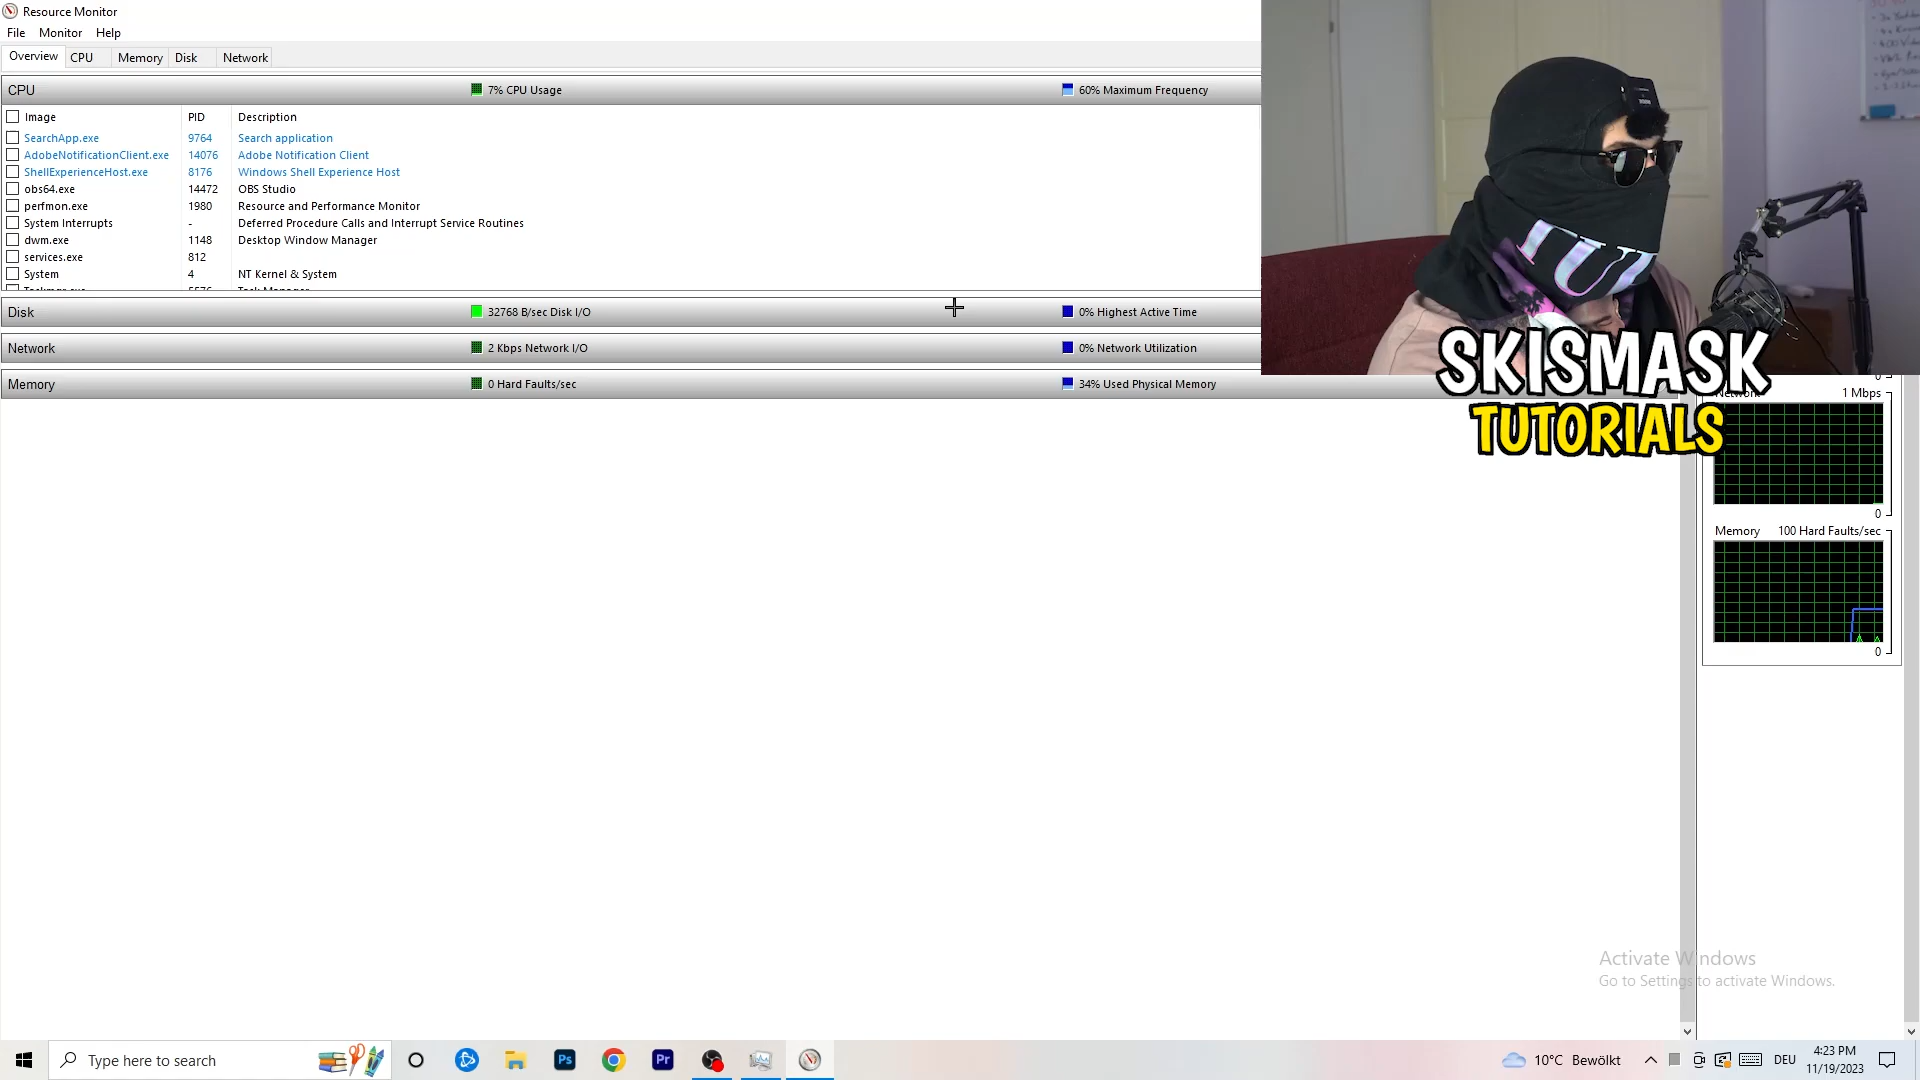 Resource Monitor
File Monitor Help
Overview CPU Memory Disk Network
CPU 7% CPU Usage 60% Maximum Frequency
Image PID Description
SearchApp.exe 9764 Search application
AdobeNotificationClient.exe 14076 Adobe Notification Client
ShellExperienceHost.exe 8176 Windows Shell Experience Host
obs64.exe 14472 OBS Studio
perfmon.exe 1980 Resource and Performance Monitor
System Interrupts - Deferred Procedure Calls and Interrupt Service Routines
dwm.exe 1148 Desktop Window Manager
services.exe 812
System 4 NT Kernel & System
Disk 32768 B/sec Disk I/O 0% Highest Active Time
Network 2 Kbps Network I/O 0% Network Utilization
Memory 0 Hard Faults/sec 34% Used Physical Memory
SKISMASK
TUTORIALS
Network 1 Mbps
0
Memory 100 Hard Faults/sec
0
Activate Windows
Go to Settings to activate Windows.
Type here to search
Ps
Pr
10°C Bewölkt
DEU
4:23 PM
11/19/2023